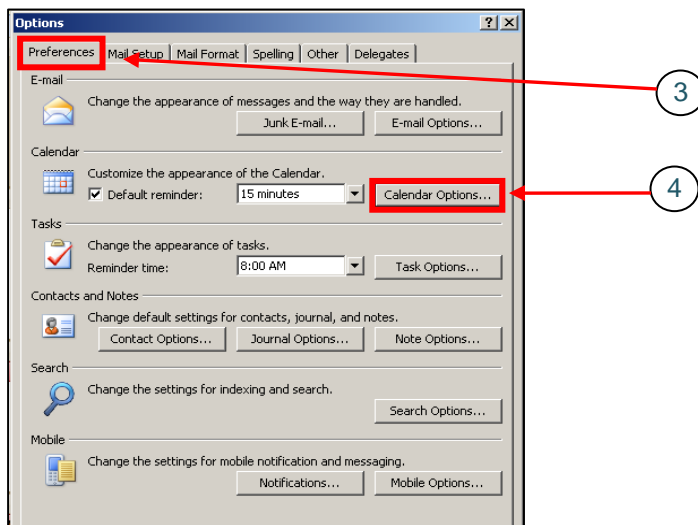 Options
Preferences Mail Setup Mail Format Spelling Other Delegates
3
E-mail
Change the appearance of messages and the way they are handled.
Junk E-mail... E-mail Options...
Calendar
Customize the appearance of the Calendar.
Default reminder: 15 minutes Calendar Options...
4
Tasks
Change the appearance of tasks.
Reminder time: 8:00 AM Task Options...
Contacts and Notes
Change default settings for contacts, journal, and notes.
Contact Options... Journal Options... Note Options...
Search
Change the settings for indexing and search.
Search Options...
Mobile
Change the settings for mobile notification and messaging.
Notifications... Mobile Options...